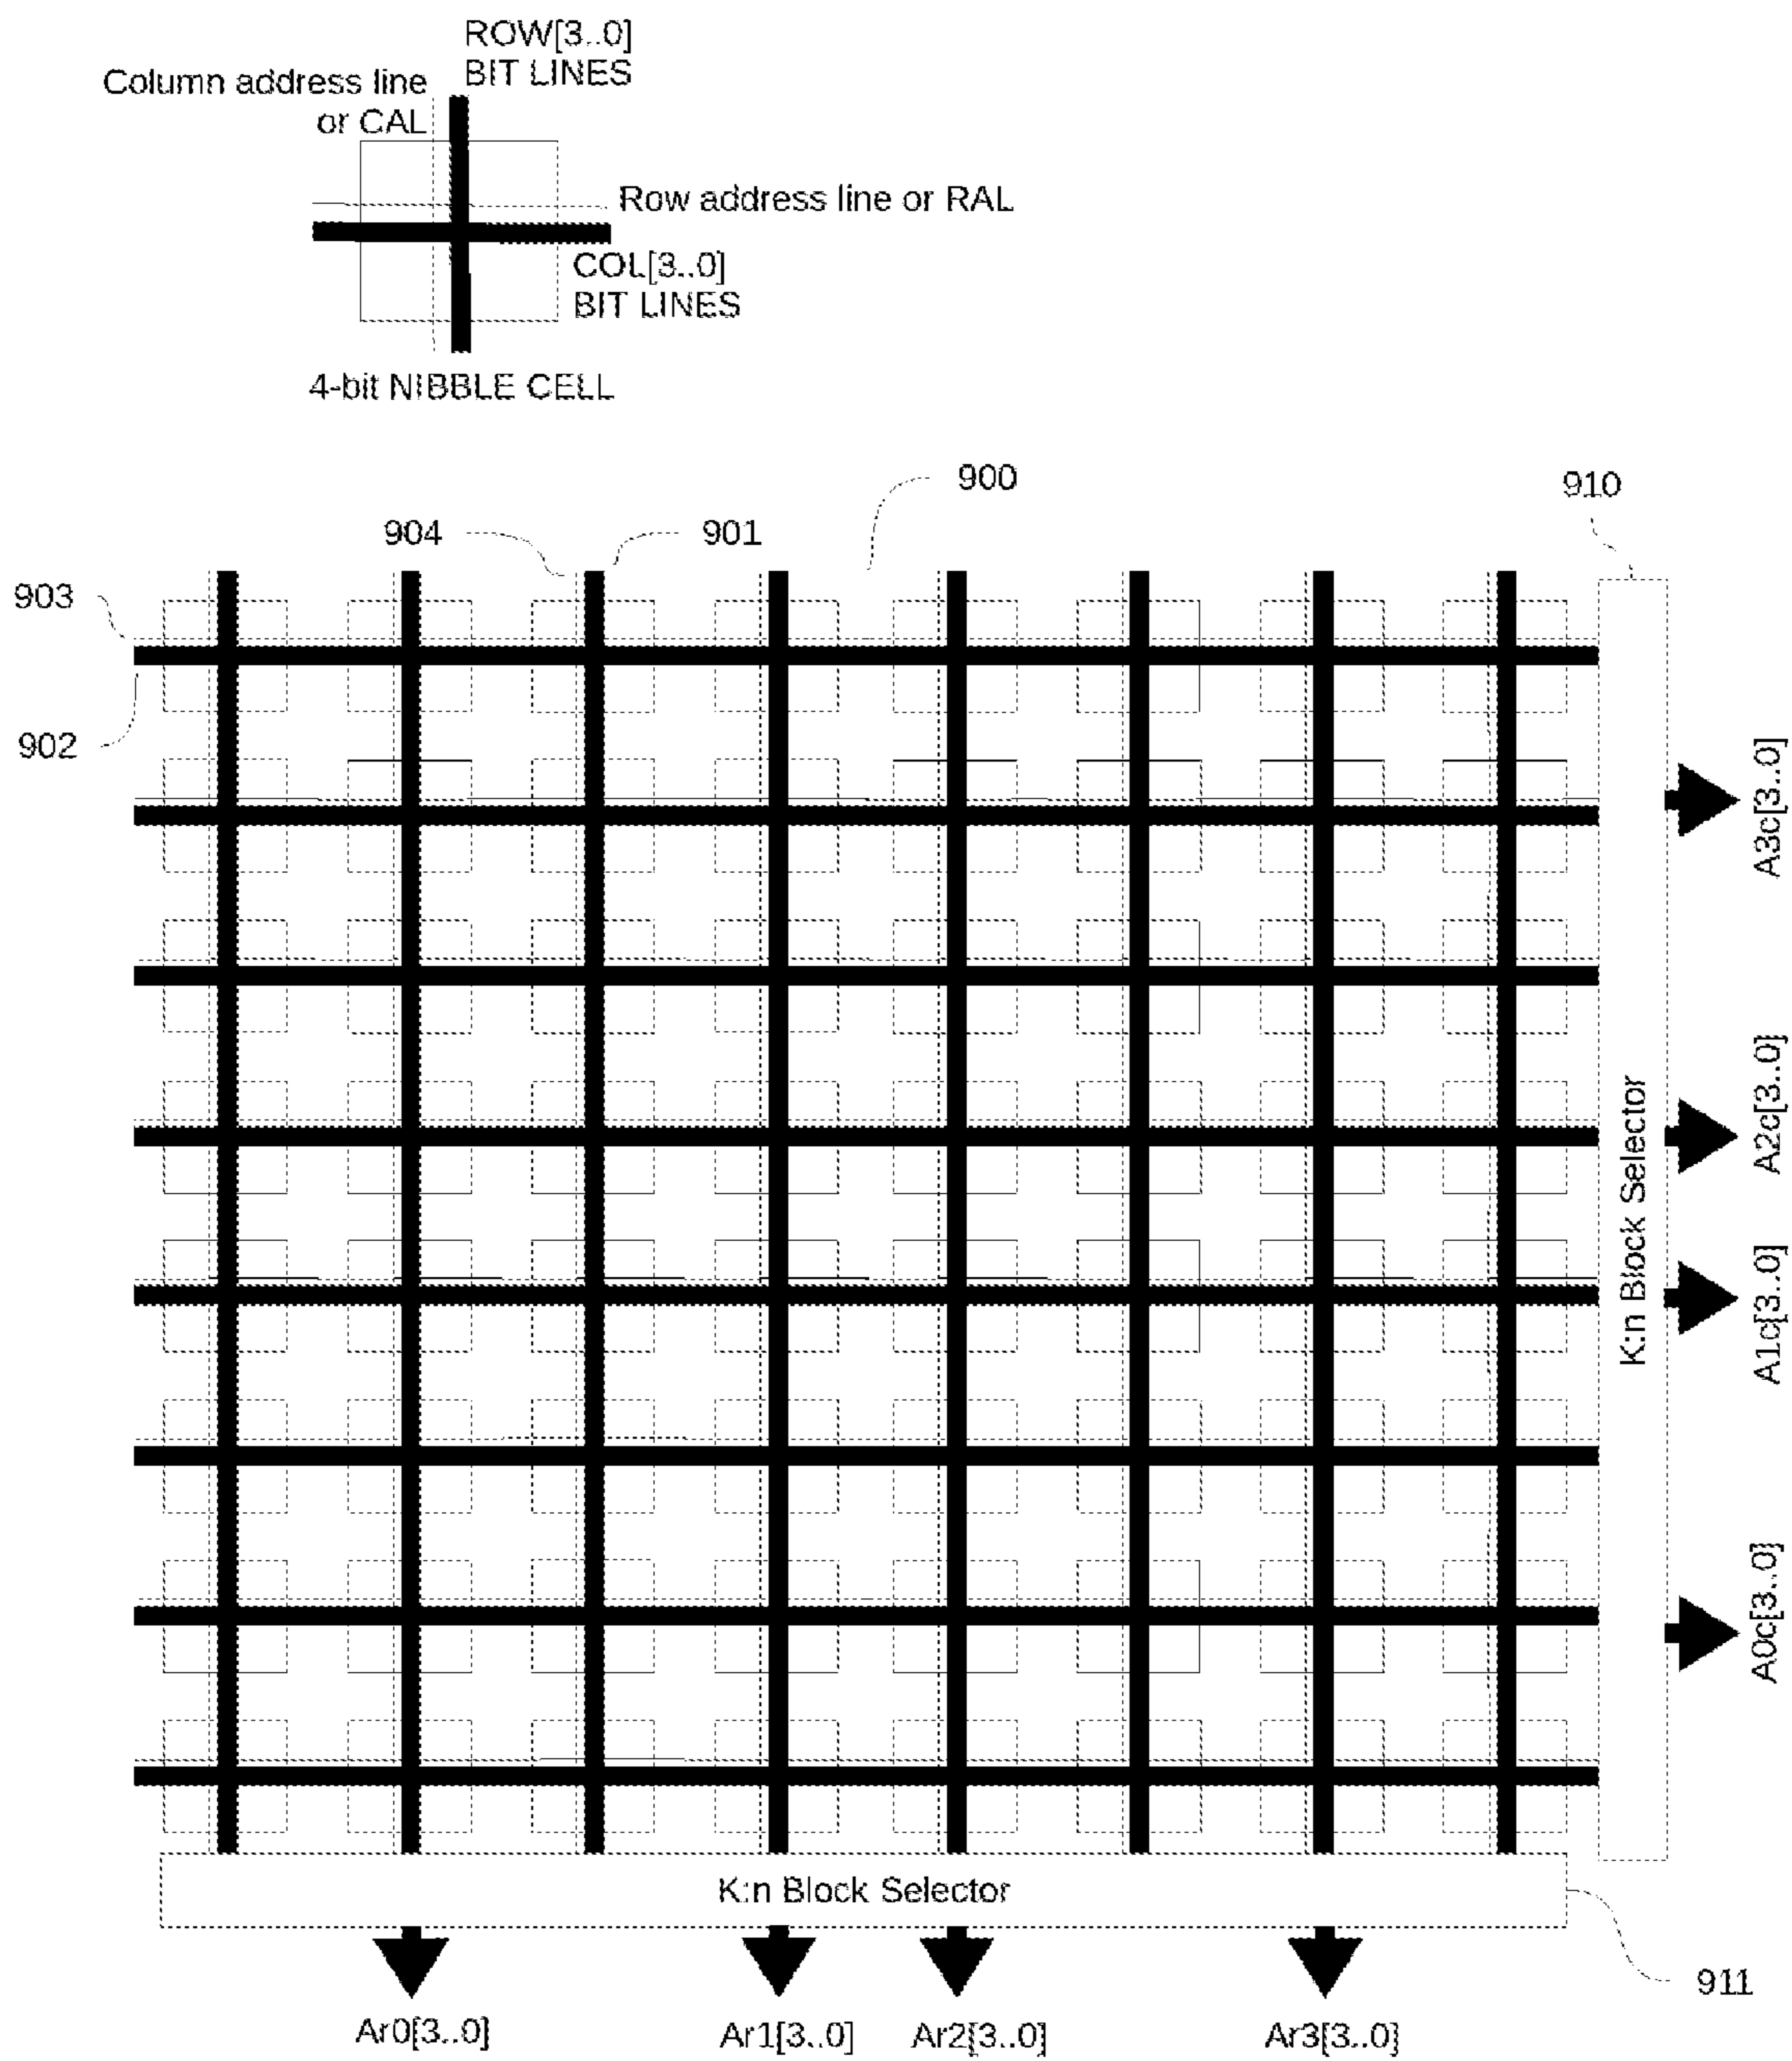 ROW[3..0]
BIT LINES
Column address line
or CAL
Row address line or RAL
COL[3..0]
BIT LINES
4-bit NIBBLE CELL
900
910
904
901
903
902
A3c[3..0]
A2c[3..0]
K:n Block Selector
A1c[3..0]
A0c[3..0]
K:n Block Selector
911
Ar0[3..0]
Ar1[3..0]
Ar2[3..0]
Ar3[3..0]